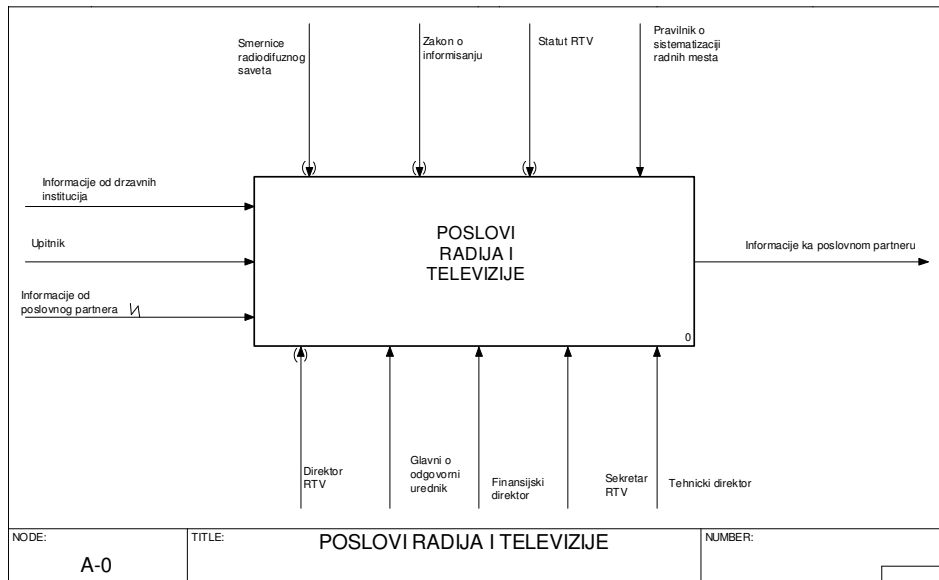 Smernice
radiodifuznog
saveta
Zakon o
informisanju
Statut RTV
Pravilnik o
sistematizaciji
radnih mesta
Informacije od drzavnih
institucija
Upitnik
Informacije od
poslovnog partnera
POSLOVI
RADIJA I
TELEVIZIJE
0
Informacije ka poslovnom partneru
Direktor
RTV
Glavni o
odgovorni
urednik
Finansijski
direktor
Sekretar
RTV
Tehnicki direktor
NODE:
A-0
TITLE:
POSLOVI RADIJA I TELEVIZIJE
NUMBER: